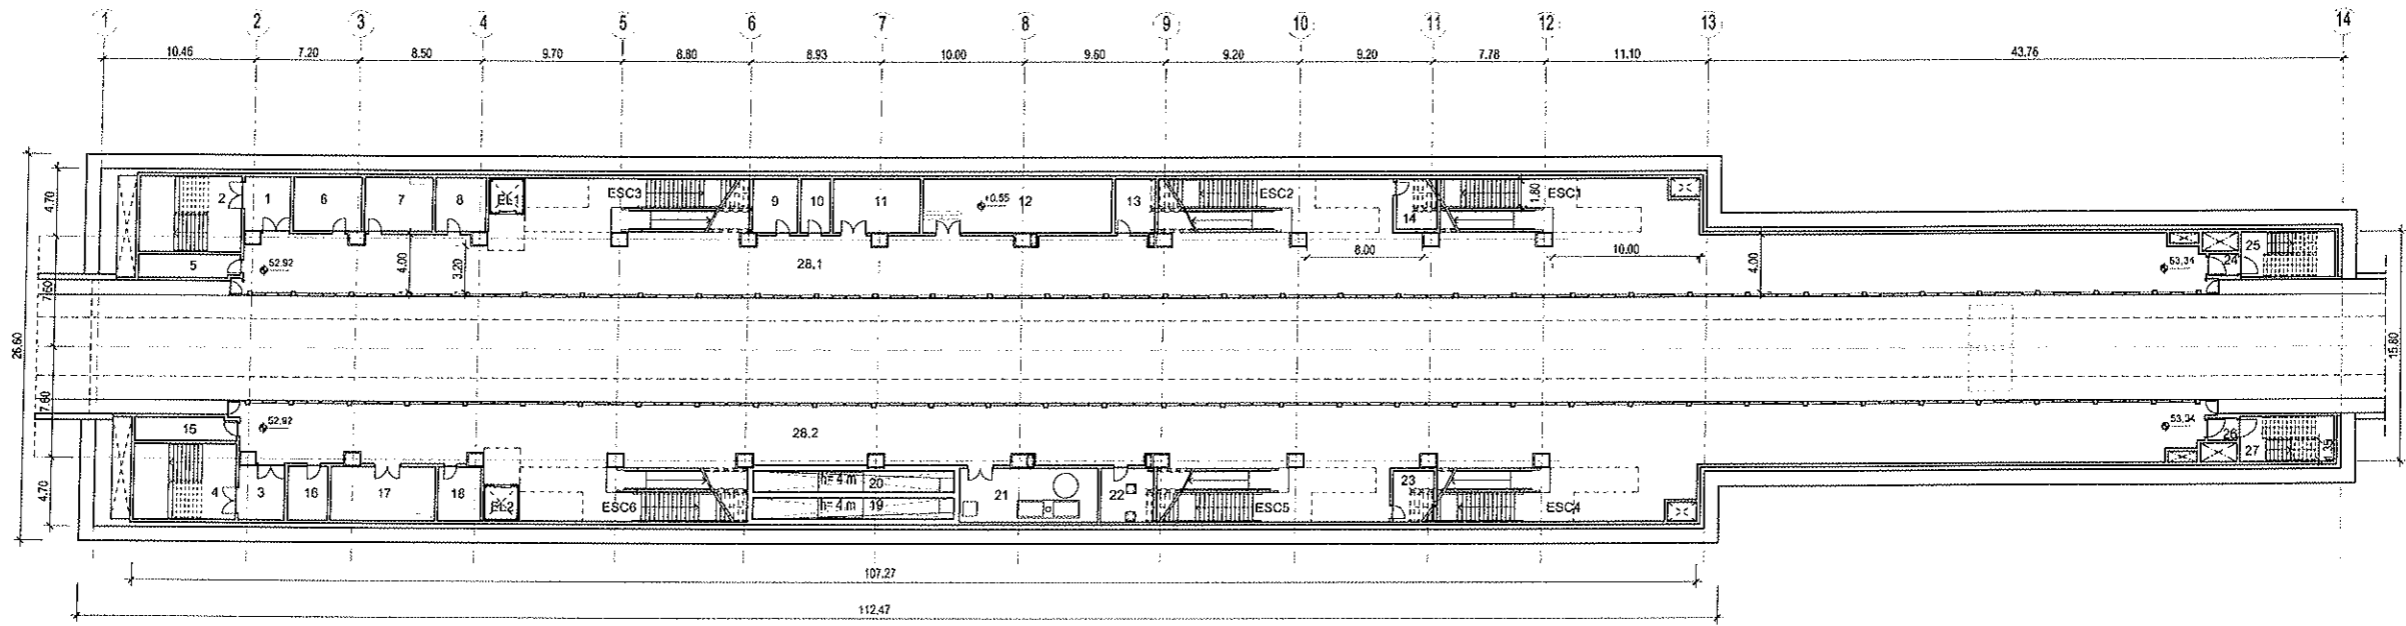 1 2 3 4 5 6 7 8 9 10 11 12 13 14
10.46 7.20 8.50 9.70 8.80 8.93 10.00 9.60 9.20 9.20 7.78 11.10 43.76
4.70
2 1 6 7 8 EL1 ESC3 9 10 11 +0.55 12 13 ESC2 14 1.80 ESC1
5 52.92 4.00 3.20 28.1 8.00 10.00 4.00 53.34 24 25
7.60
26.60
15.80
7.60
15 52.92 28.2 53.34 26 27 1.35
4.70
4 3 16 17 18 EL2 ESC6 h= 4 m 20 21 22 ESC5 23 ESC4
h= 4 m 19
107.27
112.47